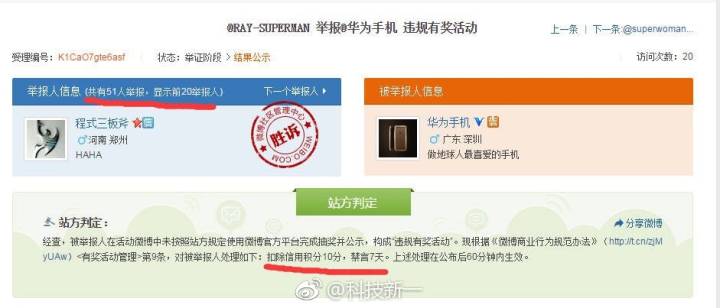 @RAY-SUPERMAN 举报@华为手机 违规有奖活动
上一条 | 下一条:@superwoman...
受理编号：K1CaO7gte6asf 状态：举证阶段 > 结果公示 访问次数：20
举报人信息（共有51人举报，显示前20举报人） 下一个举报人
被举报人信息
程式三板斧
河南 郑州
HAHA
微博社区管理中心
胜诉
WEIBO.COM
华为手机
广东 深圳
做地球人最喜爱的手机
站方判定
站方判定： 分享微博
经查，被举报人在活动微博中未按照站方规定使用微博官方平台完成抽奖并公示，构成“违规有奖活动”。现根据《微博商业行为规范办法》（http://t.cn/zjM
yUAw）<有奖活动管理>第9条，对被举报人处理如下：扣除信用积分10分，禁言7天。上述处理在公布后60分钟内生效。
@科技新一